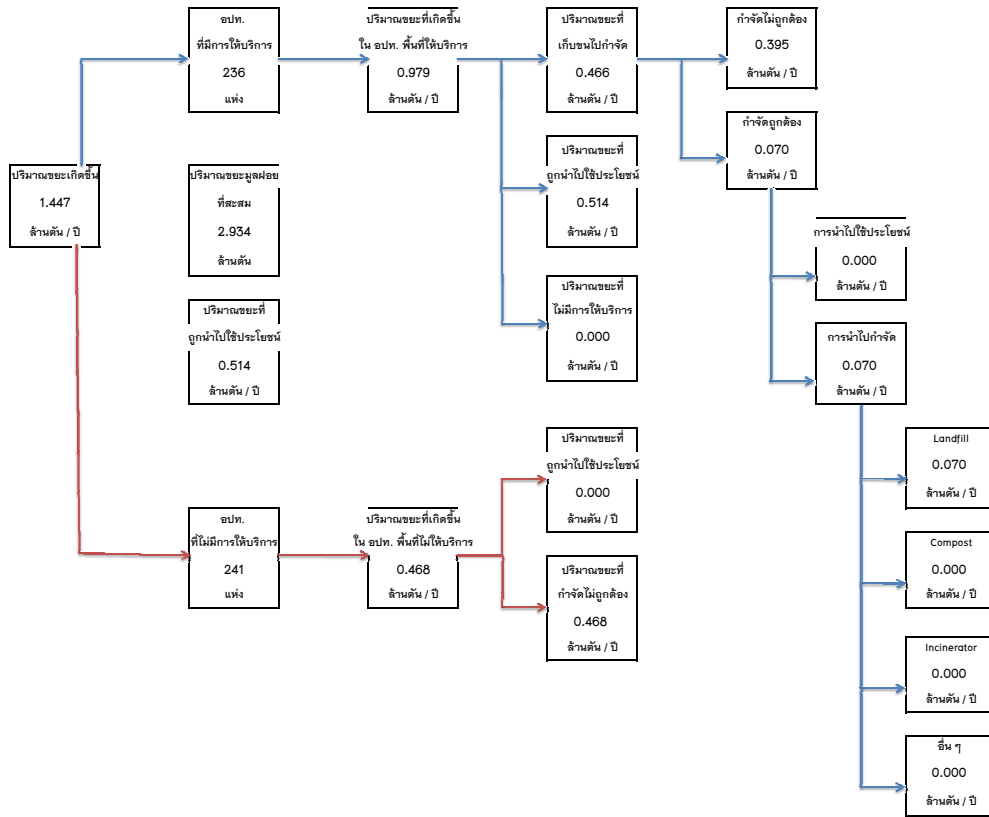 ปริมาณขยะเกิดขึ้น
1.447
ล้านตัน / ปี
อปท.
ที่มีการให้บริการ
236
แห่ง
ปริมาณขยะที่เกิดขึ้น
ใน อปท. พื้นที่ให้บริการ
0.979
ล้านตัน / ปี
ปริมาณขยะที่
เก็บขนไปกำจัด
0.466
ล้านตัน / ปี
กำจัดไม่ถูกต้อง
0.395
ล้านตัน / ปี
กำจัดถูกต้อง
0.070
ล้านตัน / ปี
ปริมาณขยะมูลฝอย
ที่สะสม
2.934
ล้านตัน
ปริมาณขยะที่
ถูกนำไปใช้ประโยชน์
0.514
ล้านตัน / ปี
ปริมาณขยะที่
ถูกนำไปใช้ประโยชน์
0.514
ล้านตัน / ปี
ปริมาณขยะที่
ไม่มีการให้บริการ
0.000
ล้านตัน / ปี
การนำไปใช้ประโยชน์
0.000
ล้านตัน / ปี
การนำไปกำจัด
0.070
ล้านตัน / ปี
อปท.
ที่ไม่มีการให้บริการ
241
แห่ง
ปริมาณขยะที่เกิดขึ้น
ใน อปท. พื้นที่ไม่ให้บริการ
0.468
ล้านตัน / ปี
ปริมาณขยะที่
ถูกนำไปใช้ประโยชน์
0.000
ล้านตัน / ปี
ปริมาณขยะที่
กำจัดไม่ถูกต้อง
0.468
ล้านตัน / ปี
Landfill
0.070
ล้านตัน / ปี
Compost
0.000
ล้านตัน / ปี
Incinerator
0.000
ล้านตัน / ปี
อื่น ๆ
0.000
ล้านตัน / ปี